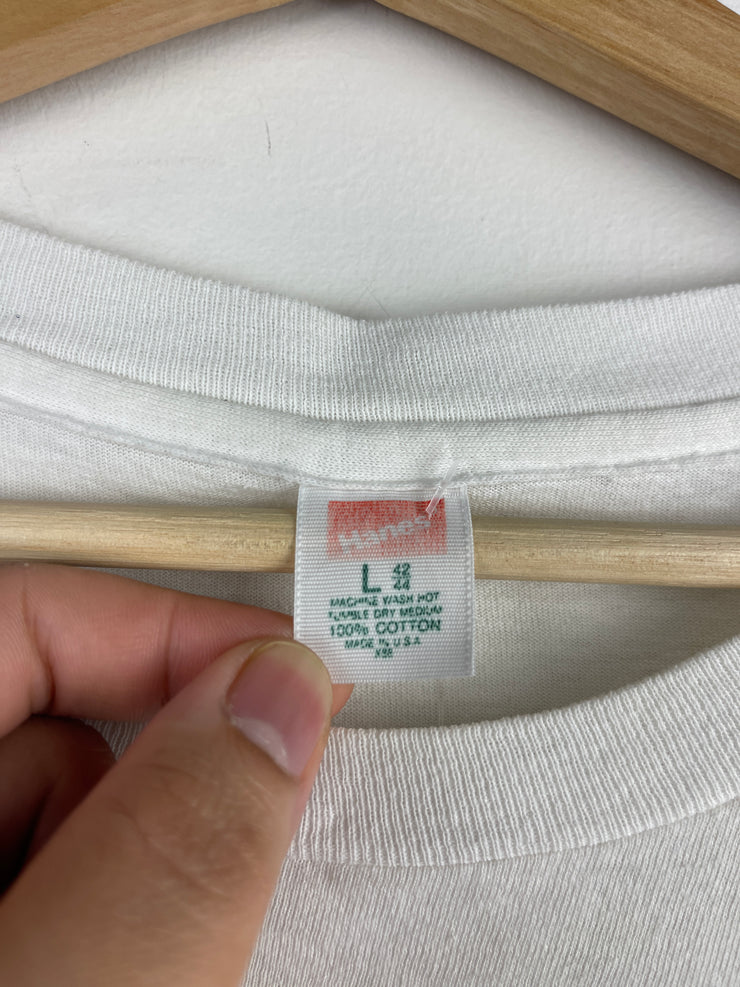 Hanes
L 42
44
MACHINE WASH HOT
TUMBLE DRY MEDIUM
100% COTTON
MADE IN U.S.A